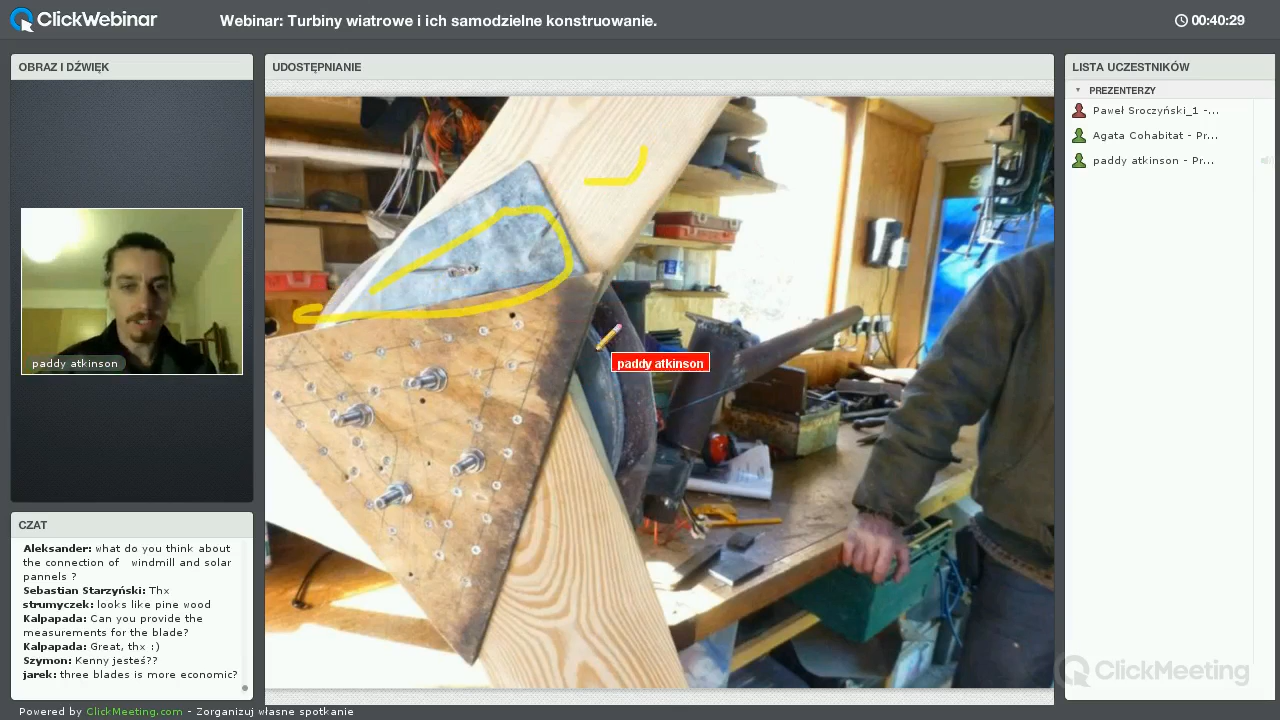 ClickWebinar
Webinar: Turbiny wiatrowe i ich samodzielne konstruowanie.
00:40:29
OBRAZ I DŹWIĘK
paddy atkinson
CZAT
Aleksander: what do you think about
the connection of windmill and solar
pannels ?
Sebastian Starzyński: Thx
strumyczek: looks like pine wood
Kalpapada: Can you provide the
measurements for the blade?
Kalpapada: Great, thx :)
Szymon: Kenny jesteś??
jarek: three blades is more economic?
UDOSTĘPNIANIE
paddy atkinson
LISTA UCZESTNIKÓW
PREZENTERZY
Paweł Sroczyński_1 -...
Agata Cohabitat - Pr...
paddy atkinson - Pr...
ClickMeeting
Powered by ClickMeeting.com - Zorganizuj własne spotkanie